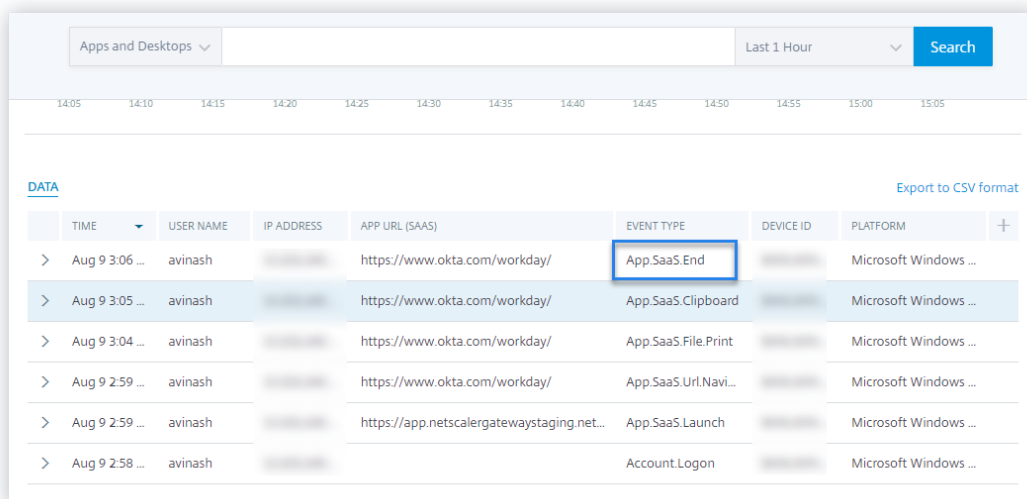 Apps and Desktops Last 1 Hour Search
14:05 14:10 14:15 14:20 14:25 14:30 14:35 14:40 14:45 14:50 14:55 15:00 15:05
DATA Export to CSV format
TIME USER NAME IP ADDRESS APP URL (SAAS) EVENT TYPE DEVICE ID PLATFORM
Aug 9 3:06 ... avinash https://www.okta.com/workday/ App.SaaS.End Microsoft Windows ...
Aug 9 3:05 ... avinash https://www.okta.com/workday/ App.SaaS.Clipboard Microsoft Windows ...
Aug 9 3:04 ... avinash https://www.okta.com/workday/ App.SaaS.File.Print Microsoft Windows ...
Aug 9 2:59 ... avinash https://www.okta.com/workday/ App.SaaS.Url.Navi... Microsoft Windows ...
Aug 9 2:59 ... avinash https://app.netscalergatewaystaging.net... App.SaaS.Launch Microsoft Windows ...
Aug 9 2:58 ... avinash Account.Logon Microsoft Windows ...